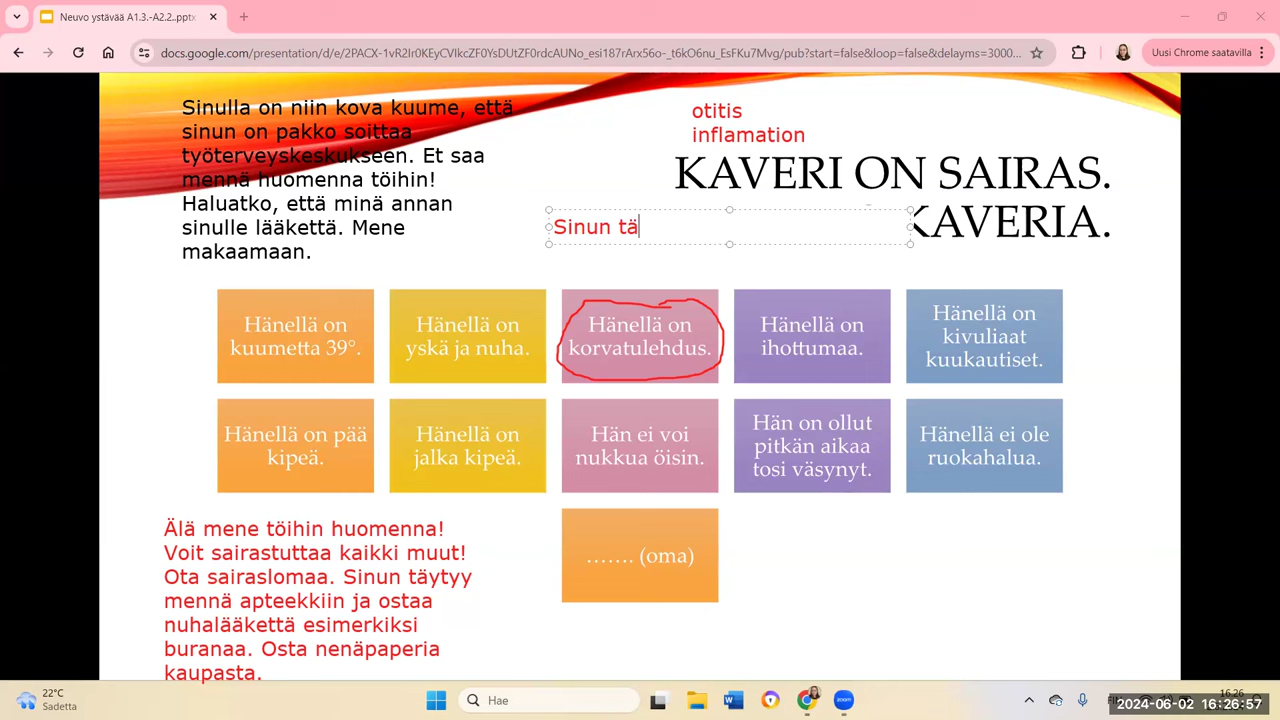 Neuvo ystävää A1.3.-A2.2..pptx
docs.google.com/presentation/d/e/2PACX-1vR2Ir0KEyCVIkcZF0YsDUtZF0rdcAUNo_esi187rArx56o-_t6kO6nu_EsFKu7Mvg/pub?start=false&loop=false&delayms=3000...
Uusi Chrome saatavilla
Sinulla on niin kova kuume, että
sinun on pakko soittaa
työterveyskeskukseen. Et saa
mennä huomenna töihin!
Haluatko, että minä annan
sinulle lääkettä. Mene
makaamaan.
otitis
inflamation
KAVERI ON SAIRAS.
KAVERIA.
Sinun tä
Hänellä on
kuumetta 39°.
Hänellä on
yskä ja nuha.
Hänellä on
korvatulehdus.
Hänellä on
ihottumaa.
Hänellä on
kivuliaat
kuukautiset.
Hänellä on pää
kipeä.
Hänellä on
jalka kipeä.
Hän ei voi
nukkua öisin.
Hän on ollut
pitkän aikaa
tosi väsynyt.
Hänellä ei ole
ruokahalua.
....... (oma)
Älä mene töihin huomenna!
Voit sairastuttaa kaikki muut!
Ota sairaslomaa. Sinun täytyy
mennä apteekkiin ja ostaa
nuhalääkettä esimerkiksi
buranaa. Osta nenäpaperia
kaupasta.
22°C
Sadetta
Hae
16.26
2024-06-02 16:26:57